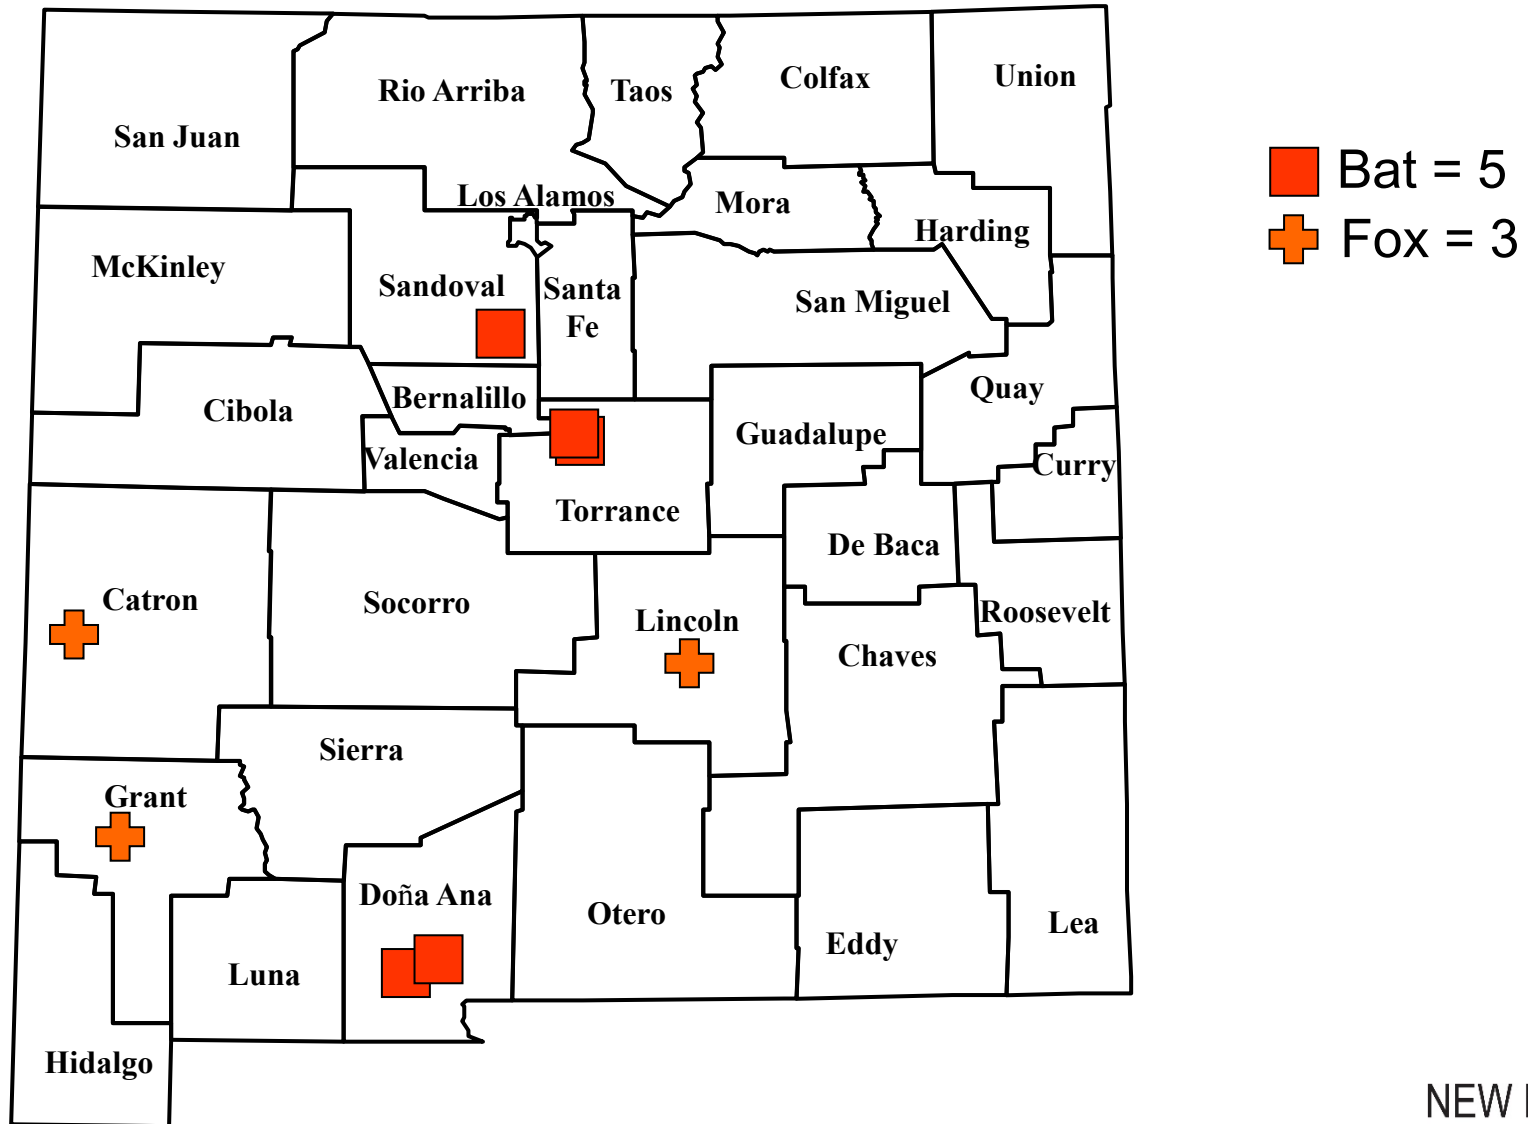 Union
Colfax
Rio Arriba
Taos
San Juan
Los Alamos
Mora
Harding
McKinley
Sandoval
Santa
Fe
San Miguel
Quay
Bernalillo
Cibola
Guadalupe
Valencia
Curry
Torrance
De Baca
Catron
Socorro
Lincoln
Roosevelt
Chaves
Sierra
Grant
Doña Ana
Otero
Lea
Eddy
Luna
Hidalgo
Bat = 5
Fox = 3
NEW